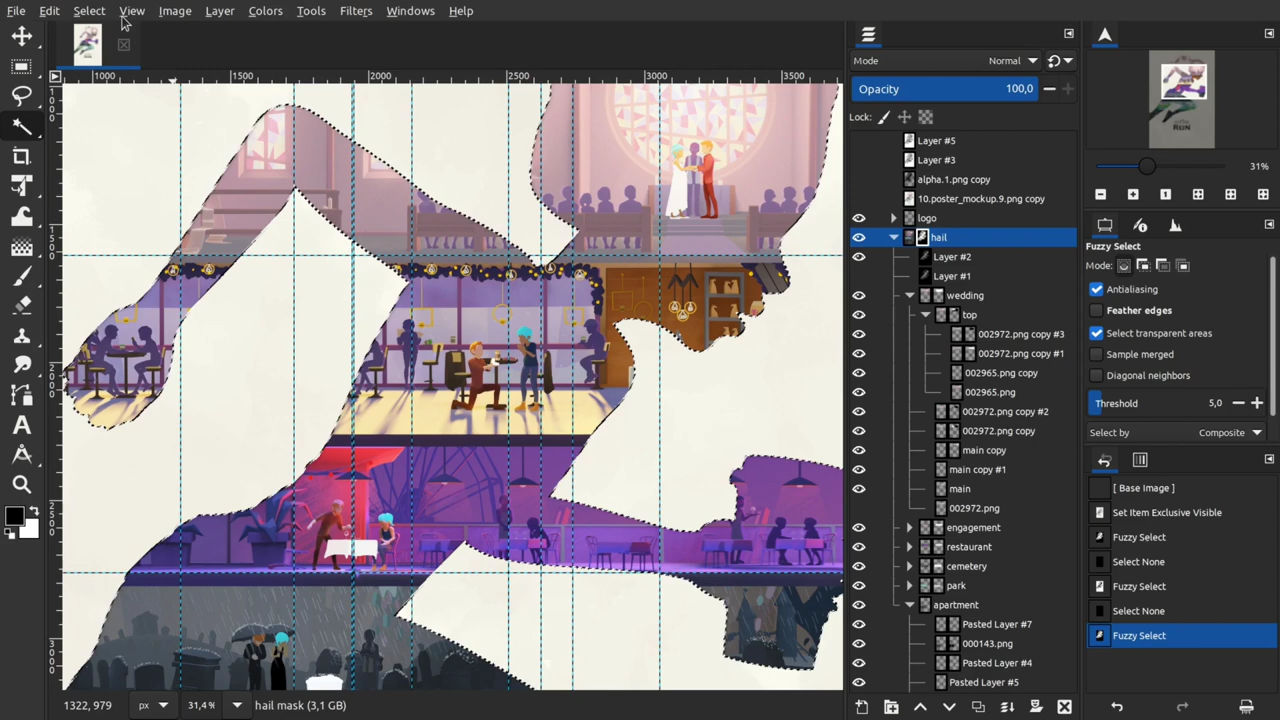 File Edit Select View Image Layer Colors Tools Filters Windows Help
1000 1500 2000 2500 3000 3500
1000
1500
2000
2500
3000
Mode Normal
Opacity 100,0
Lock:
Layer #5
Layer #3
alpha.1.png copy
10.poster_mockup.9.png copy
logo
hail
Layer #2
Layer #1
wedding
top
002972.png copy #3
002972.png copy #1
002965.png copy
002965.png
002972.png copy #2
002972.png copy
main copy
main copy #1
main
002972.png
engagement
restaurant
cemetery
park
apartment
Pasted Layer #7
000143.png
Pasted Layer #4
Pasted Layer #5
RUN
31%
Fuzzy Select
Mode:
Antialiasing
Feather edges
Select transparent areas
Sample merged
Diagonal neighbors
Threshold 5,0
Select by Composite
[ Base Image ]
Set Item Exclusive Visible
Fuzzy Select
Select None
Fuzzy Select
Select None
Fuzzy Select
1322, 979 px 31,4 % hail mask (3,1 GB)